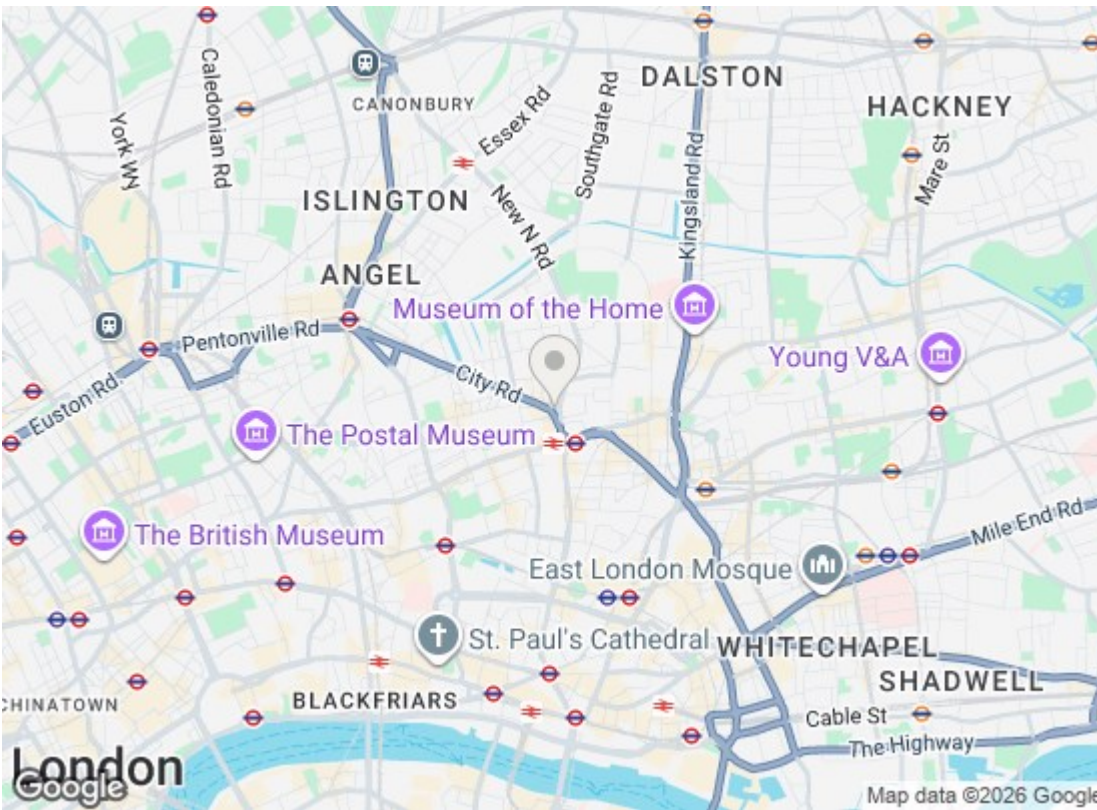 DALSTON
HACKNEY
CANONBURY
Essex Rd
Southgate Rd
Caledonian Rd
York WN
Mare St
ISLINGTON
New N Rd
Kingsland Rd
ANGEL
Museum of the Home
Pentonville Rd
Young V&A
City Rd
Euston Rd
The Postal Museum
Mile End Rd
The British Museum
East London Mosque
St. Paul's Cathedral
WHITECHAPEL
SHADWELL
BLACKFRIARS
CHINATOWN
Cable St
The Highway
London
Google
Map data ©2026 Google